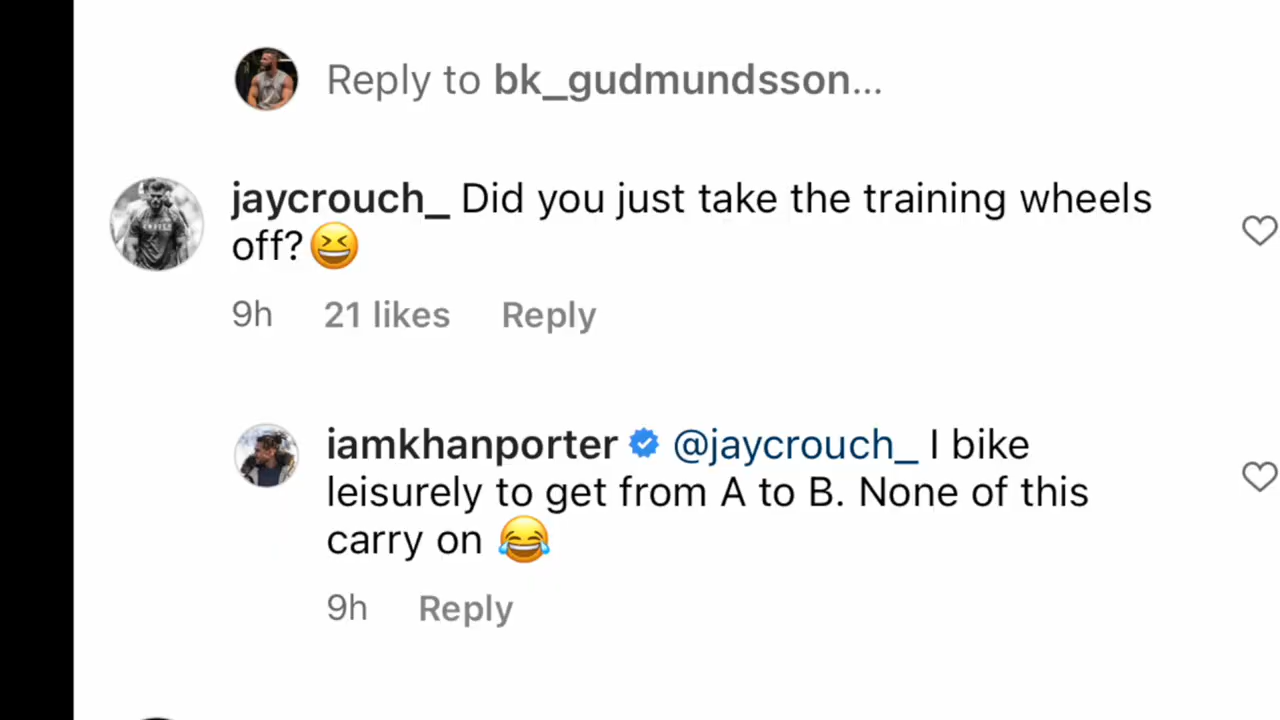 Reply to bk_gudmundsson...
jaycrouch_ Did you just take the training wheels
off?😆
9h 21 likes Reply
iamkhanporter @jaycrouch_ I bike
leisurely to get from A to B. None of this
carry on 😂
9h Reply